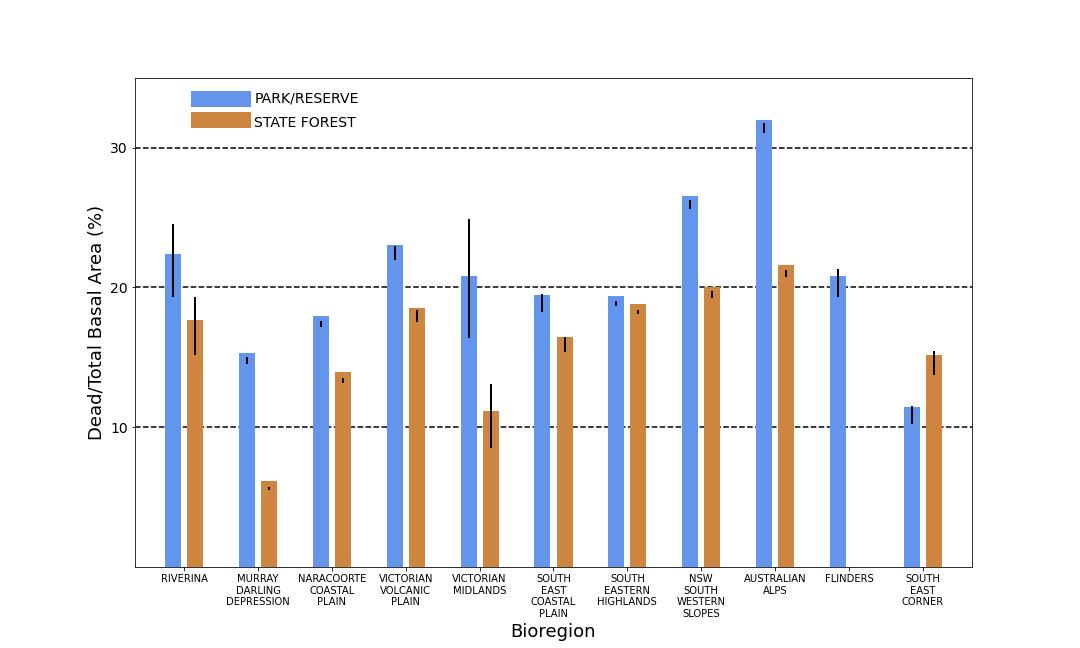 PARK/RESERVE
STATE FOREST
30
20
10
Dead/Total Basal Area (%)
RIVERINA
MURRAY
DARLING
DEPRESSION
NARACOORTE
COASTAL
PLAIN
VICTORIAN
VOLCANIC
PLAIN
VICTORIAN
MIDLANDS
SOUTH
EAST
COASTAL
PLAIN
SOUTH
EASTERN
HIGHLANDS
NSW
SOUTH
WESTERN
SLOPES
AUSTRALIAN
ALPS
FLINDERS
SOUTH
EAST
CORNER
Bioregion